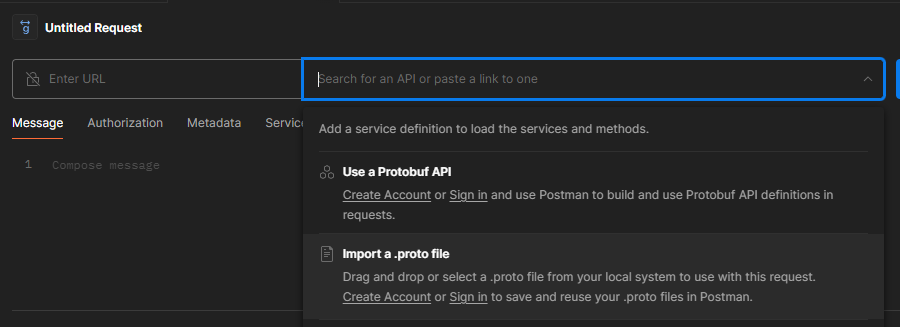 g
Untitled Request
Enter URL
Search for an API or paste a link to one
Message Authorization Metadata Servic
Add a service definition to load the services and methods.
1 Compose message
Use a Protobuf API
Create Account or Sign in and use Postman to build and use Protobuf API definitions in
requests.
Import a .proto file
Drag and drop or select a .proto file from your local system to use with this request.
Create Account or Sign in to save and reuse your .proto files in Postman.